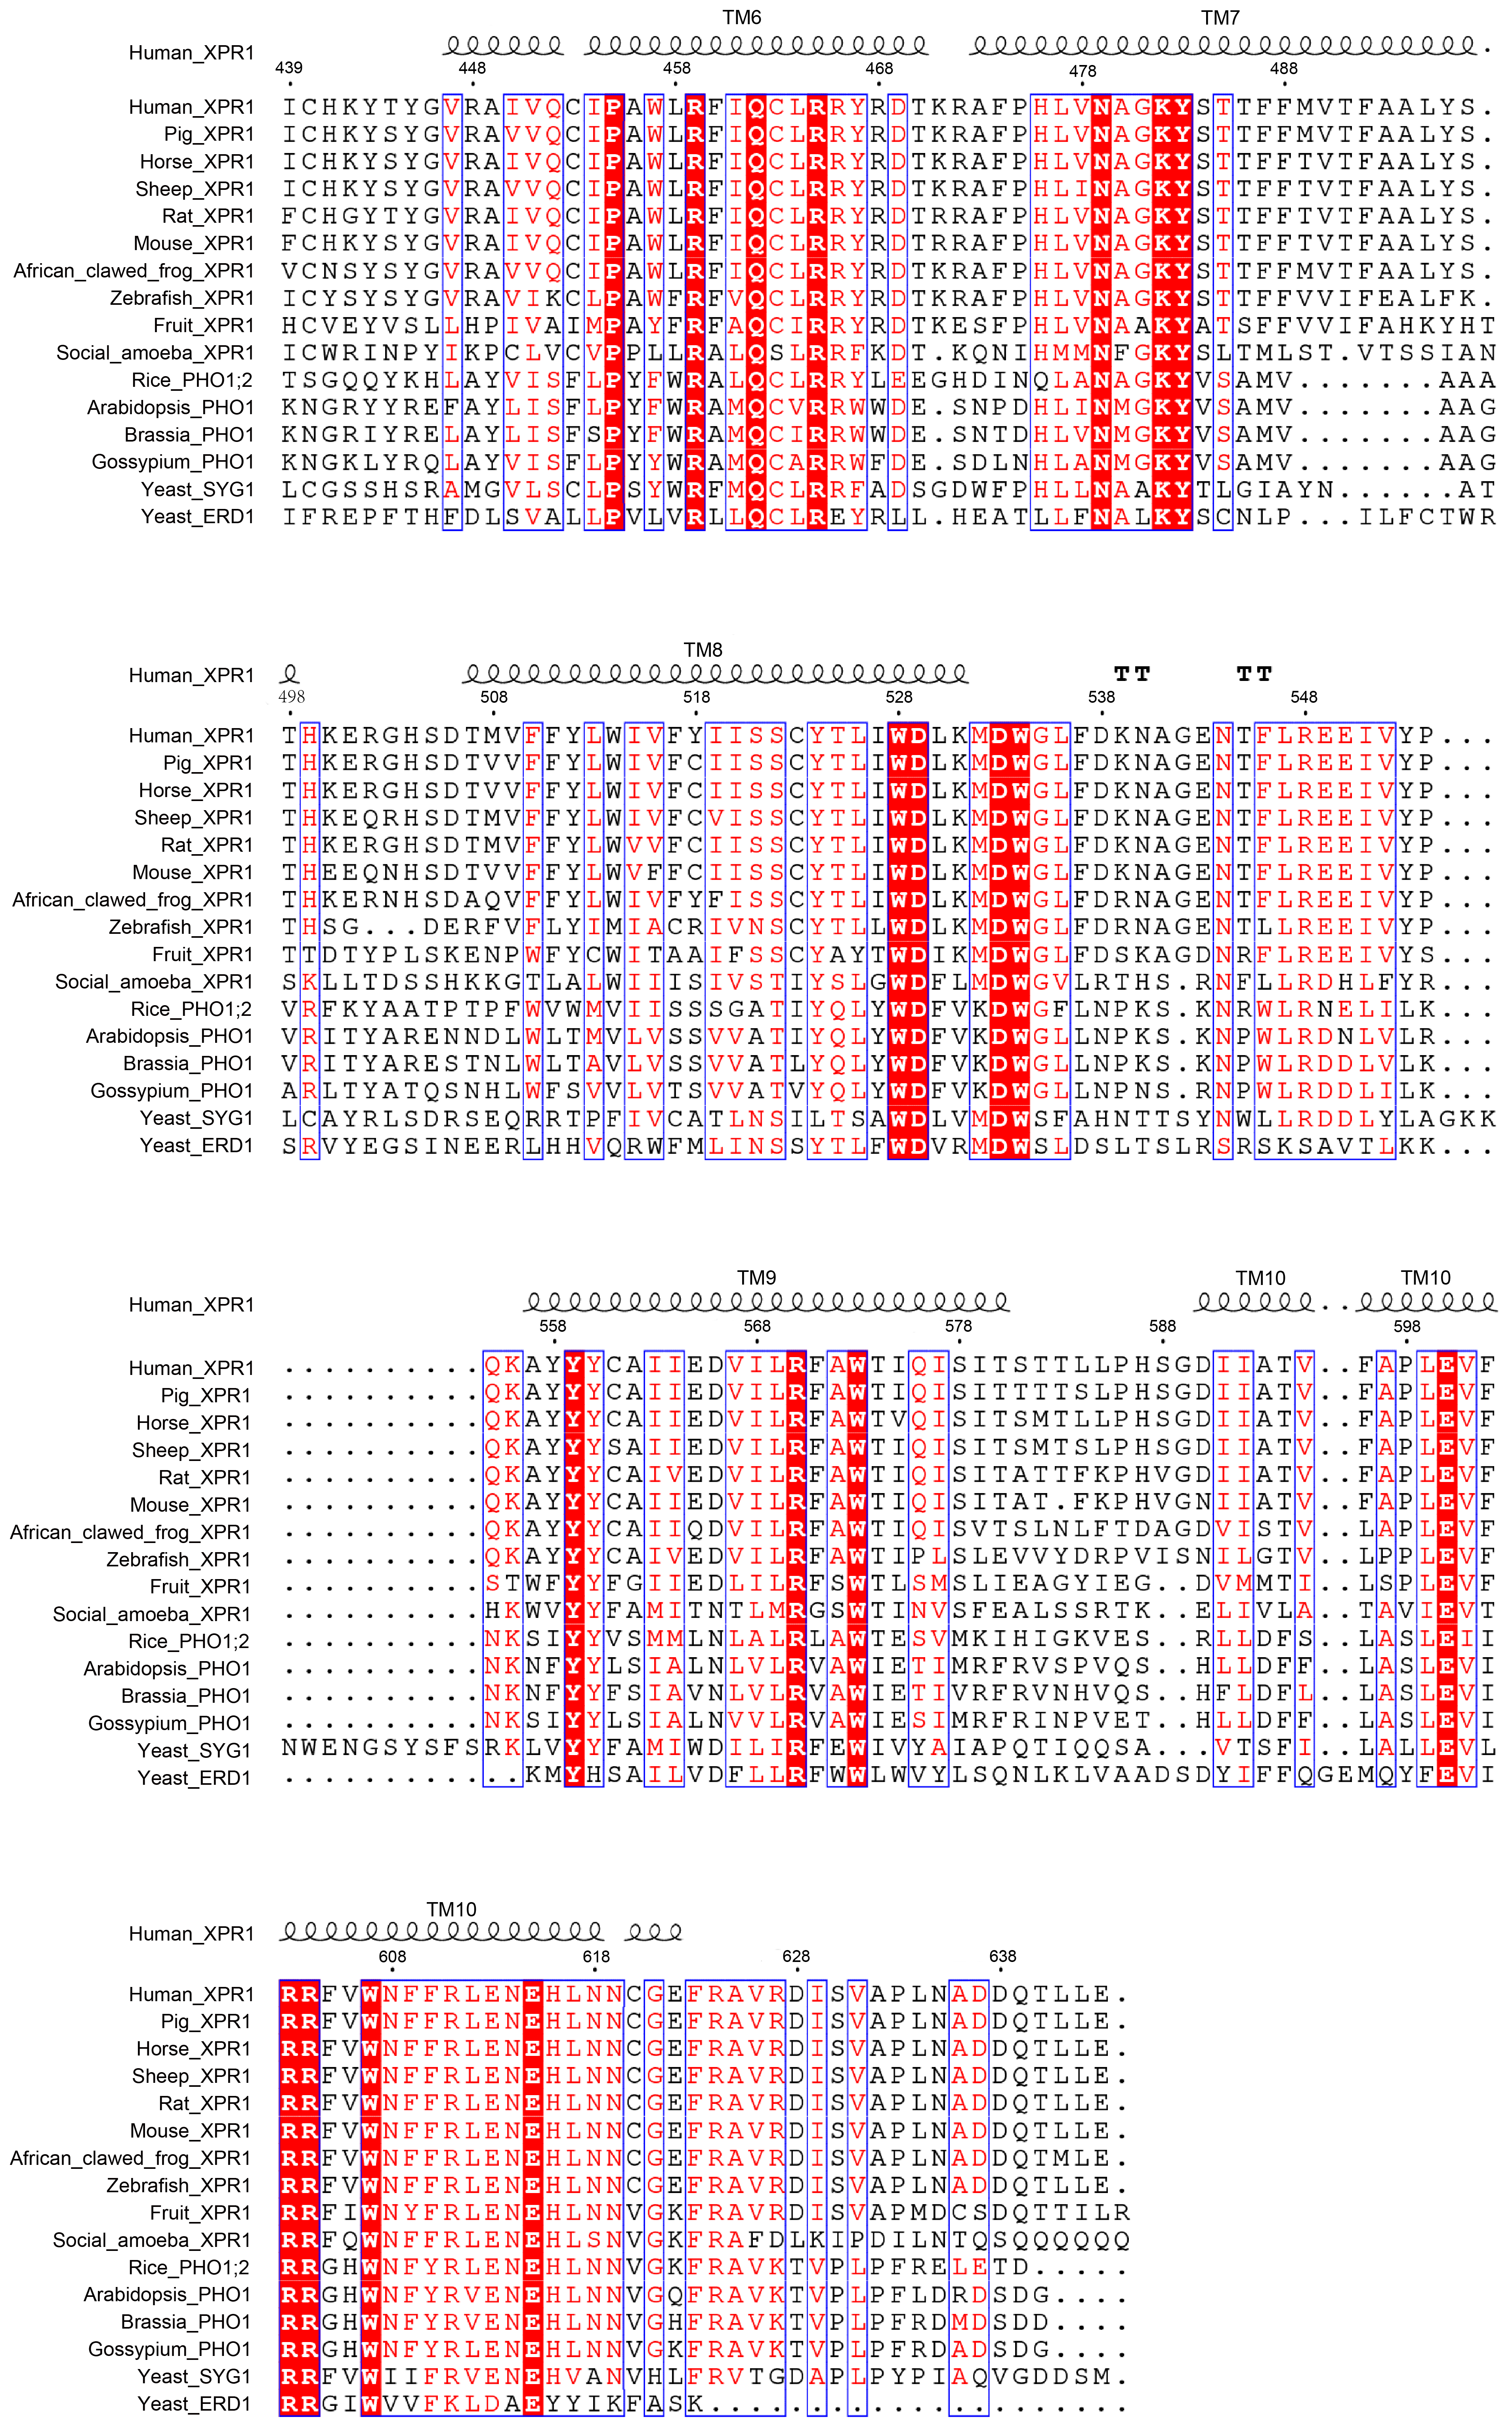 TM6 TM7
Human_XPR1 .
439 448 458 468 478 488
Human_XPR1 ICHKYTYGVRAIVQCIPAWLRFIQCLRRYRDTKRAFPHLVNAGKYSTTFFMVTFAALYS.
Pig_XPR1 ICHKYSYGVRAVVQCIPAWLRFIQCLRRYRDTKRAFPHLVNAGKYSTTFFMVTFAALYS.
Horse_XPR1 ICHKYSYGVRAIVQCIPAWLRFIQCLRRYRDTKRAFPHLVNAGKYSTTFFTVTFAALYS.
Sheep_XPR1 ICHKYSYGVRAVVQCIPAWLRFIQCLRRYRDTKRAFPHLINAGKYSTTFFTVTFAALYS.
Rat_XPR1 FCHGYTYGVRAIVQCIPAWLRFIQCLRRYRDTRRAFPHLVNAGKYSTTFFTVTFAALYS.
Mouse_XPR1 FCHKYSYGVRAIVQCIPAWLRFIQCLRRYRDTRRAFPHLVNAGKYSTTFFTVTFAALYS.
African_clawed_frog_XPR1 VCNSYSYGVRAVVQCIPAWLRFIQCLRRYRDTKRAFPHLVNAGKYSTTFFMVTFAALYS.
Zebrafish_XPR1 ICYSYSYGVRAVIKCLPAWFRFVQCLRRYRDTKRAFPHLVNAGKYSTTFFVVIFEALFK.
Fruit_XPR1 HCVEYVSLLHPIVAIMPAYFRFAQCIRRYRDTKESFPHLVNAAKYATSFFVVIFAHKYHT
Social_amoeba_XPR1 ICWRINPYIKPCLVCVPPLLRALQSLRRFKDT.KQNIHMMNFGKYSLTMLST.VTSSIAN
Rice_PHO1;2 TSGQQYKHLAYVISFLPYFWRALQCLRRYLEEGHDINQLANAGKYVSAMV.......AAA
Arabidopsis_PHO1 KNGRYYREFAYLISFLPYFWRAMQCVRRWWDE.SNPDHLINMGKYVSAMV.......AAG
Brassia_PHO1 KNGRIYRELAYLISFSPYFWRAMQCIRRWWDE.SNTDHLVNMGKYVSAMV.......AAG
Gossypium_PHO1 KNGKLYRQLAYVISFLPYYWRAMQCARRWFDE.SDLNHLANMGKYVSAMV.......AAG
Yeast_SYG1 LCGSSHSRAMGVLSCLPSYWRFMQCLRRFADSGDWFPHLLNAAKYTLGIAYN......AT
Yeast_ERD1 IFREPFTHFDLSVALLPVLVRLLQCLREYRLL.HEATLLFNALKYSCNLP...ILFCTWR
TM8
Human_XPR1 TT TT
498 508 518 528 538 548
Human_XPR1 THKERGHSDTMVFFYLWIVFYIISSCYTLIWDLKMDWGLFDKNAGENTFLREEIVYP...
Pig_XPR1 THKERGHSDTVVFFYLWIVFCIISSCYTLIWDLKMDWGLFDKNAGENTFLREEIVYP...
Horse_XPR1 THKERGHSDTVVFFYLWIVFCIISSCYTLIWDLKMDWGLFDKNAGENTFLREEIVYP...
Sheep_XPR1 THKEQRHSDTMVFFYLWIVFCVISSCYTLIWDLKMDWGLFDKNAGENTFLREEIVYP...
Rat_XPR1 THKERGHSDTMVFFYLWVVFCIISSCYTLIWDLKMDWGLFDKNAGENTFLREEIVYP...
Mouse_XPR1 THEEQNHSDTVVFFYLWVFFCIISSCYTLIWDLKMDWGLFDKNAGENTFLREEIVYP...
African_clawed_frog_XPR1 THKERNHSDAQVFFYLWIVFYFISSCYTLIWDLKMDWGLFDRNAGENTFLREEIVYP...
Zebrafish_XPR1 THSG...DERFVFLYIMIACRIVNSCYTLLWDLKMDWGLFDRNAGENTLLREEIVYP...
Fruit_XPR1 TTDTYPLSKENPWFYCWITAAIFSSCYAYTWDIKMDWGLFDSKAGDNRFLREEIVYS...
Social_amoeba_XPR1 SKLLTDSSHKKGTLALWIIISIVSTIYSLGWDFLMDWGVLRTHS.RNFLLRDHLFYR...
Rice_PHO1;2 VRFKYAATPTPFWVWMVIISSSGATIYQLYWDFVKDWGFLNPKS.KNRWLRNELILK...
Arabidopsis_PHO1 VRITYARENNDLWLTMVLVSSVVATIYQLYWDFVKDWGLLNPKS.KNPWLRDNLVLR...
Brassia_PHO1 VRITYARESTNLWLTAVLVSSVVATLYQLYWDFVKDWGLLNPKS.KNPWLRDDLVLK...
Gossypium_PHO1 ARLTYATQSNHLWFSVVLVTSVVATVYQLYWDFVKDWGLLNPNS.RNPWLRDDLILK...
Yeast_SYG1 LCAYRLSDRSEQRRTPFIVCATLNSILTSAWDLVMDWSFAHNTTSYNWLLRDDLYLAGKK
Yeast_ERD1 SRVYEGSINEERLHHVQRWFMLINSSYTLFWDVRMDWSLDSLTSLRSRSKSAVTLKK...
TM9 TM10 TM10
Human_XPR1 ..
558 568 578 588 598
Human_XPR1 ..........QKAYYYCAIIEDVILRFAWTIQISITSTTLLPHSGDIIATV..FAPLEVF
Pig_XPR1 ..........QKAYYYCAIIEDVILRFAWTIQISITTTTSLPHSGDIIATV..FAPLEVF
Horse_XPR1 ..........QKAYYYCAIIEDVILRFAWTVQISITSMTLLPHSGDIIATV..FAPLEVF
Sheep_XPR1 ..........QKAYYYSAIIEDVILRFAWTIQISITSMTSLPHSGDIIATV..FAPLEVF
Rat_XPR1 ..........QKAYYYCAIVEDVILRFAWTIQISITATTFKPHVGDIIATV..FAPLEVF
Mouse_XPR1 ..........QKAYYYCAIIEDVILRFAWTIQISITAT.FKPHVGNIIATV..FAPLEVF
African_clawed_frog_XPR1 ..........QKAYYYCAIIQDVILRFAWTIQISVTSLNLFTDAGDVISTV..LAPLEVF
Zebrafish_XPR1 ..........QKAYYYCAIVEDVILRFAWTIPLSLEVVYDRPVISNILGTV..LPPLEVF
Fruit_XPR1 ..........STWFYYFGIIEDLILRFSWTLSMSLIEAGYIEG..DVMMTI..LSPLEVF
Social_amoeba_XPR1 ..........HKWVYYFAMITNTLMRGSWTINVSFEALSSRTK..ELIVLA..TAVIEVT
Rice_PHO1;2 ..........NKSIYYVSMMLNLALRLAWTESVMKIHIGKVES..RLLDFS..LASLEII
Arabidopsis_PHO1 ..........NKNFYYLSIALNLVLRVAWIETIMRFRVSPVQS..HLLDFF..LASLEVI
Brassia_PHO1 ..........NKNFYYFSIAVNLVLRVAWIETIVRFRVNHVQS..HFLDFL..LASLEVI
Gossypium_PHO1 ..........NKSIYYLSIALNVVLRVAWIESIMRFRINPVET..HLLDFF..LASLEVI
Yeast_SYG1 NWENGSYSFSRKLVYYFAMIWDILIRFEWIVYAIAPQTIQQSA...VTSFI..LALLEVL
Yeast_ERD1 ............KMYHSAILVDFLLRFWWLWVYLSQNLKLVAADSDYIFFQGEMQYFEVI
TM10
Human_XPR1
608 618 628 638
Human_XPR1 RRFVWNFFRLENEHLNNCGEFRAVRDISVAPLNADDQTLLE.
Pig_XPR1 RRFVWNFFRLENEHLNNCGEFRAVRDISVAPLNADDQTLLE.
Horse_XPR1 RRFVWNFFRLENEHLNNCGEFRAVRDISVAPLNADDQTLLE.
Sheep_XPR1 RRFVWNFFRLENEHLNNCGEFRAVRDISVAPLNADDQTLLE.
Rat_XPR1 RRFVWNFFRLENEHLNNCGEFRAVRDISVAPLNADDQTLLE.
Mouse_XPR1 RRFVWNFFRLENEHLNNCGEFRAVRDISVAPLNADDQTLLE.
African_clawed_frog_XPR1 RRFVWNFFRLENEHLNNCGEFRAVRDISVAPLNADDQTMLE.
Zebrafish_XPR1 RRFVWNFFRLENEHLNNCGEFRAVRDISVAPLNADDQTLLE.
Fruit_XPR1 RRFIWNYFRLENEHLNNVGKFRAVRDISVAPMDCSDQTTILR
Social_amoeba_XPR1 RRFQWNFFRLENEHLSNVGKFRAFDLKIPDILNTQSQQQQQQ
Rice_PHO1;2 RRGHWNFYRLENEHLNNVGKFRAVKTVPLPFRELETD.....
Arabidopsis_PHO1 RRGHWNFYRVENEHLNNVGQFRAVKTVPLPFLDRDSDG....
Brassia_PHO1 RRGHWNFYRVENEHLNNVGHFRAVKTVPLPFRDMDSDD....
Gossypium_PHO1 RRGHWNFYRLENEHLNNVGKFRAVKTVPLPFRDADSDG....
Yeast_SYG1 RRFVWIIFRVENEHVANVHLFRVTGDAPLPYPIAQVGDDSM.
Yeast_ERD1 RRGIWVVFKLDAEYYIKFASK.....................